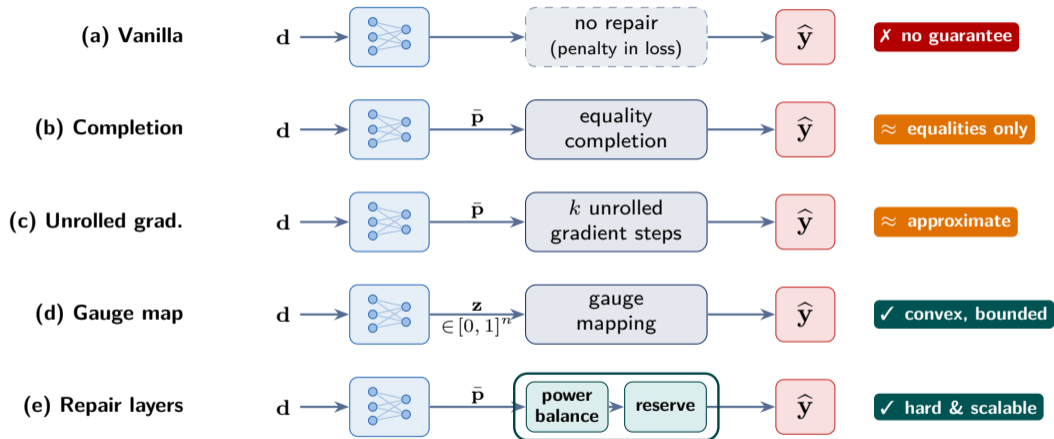 (a) Vanilla d no repair ŷ ✗ no guarantee
(penalty in loss)
(b) Completion d p̄ equality ŷ ≈ equalities only
completion
(c) Unrolled grad. d p̄ k unrolled ŷ ≈ approximate
gradient steps
(d) Gauge map d z gauge ŷ ✓ convex, bounded
∈ [0, 1]ⁿ mapping
(e) Repair layers d p̄ power reserve ŷ ✓ hard & scalable
balance